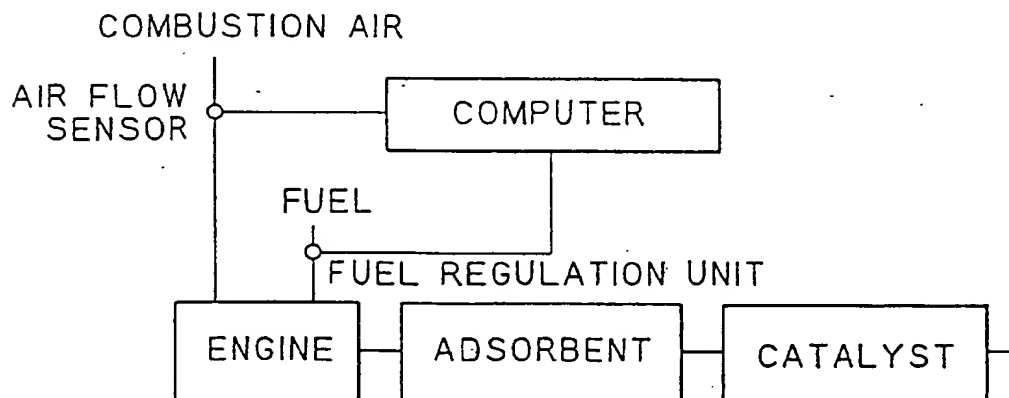 COMBUSTION AIR
AIR FLOW
SENSOR
COMPUTER
FUEL
FUEL REGULATION UNIT
ENGINE
ADSORBENT
CATALYST